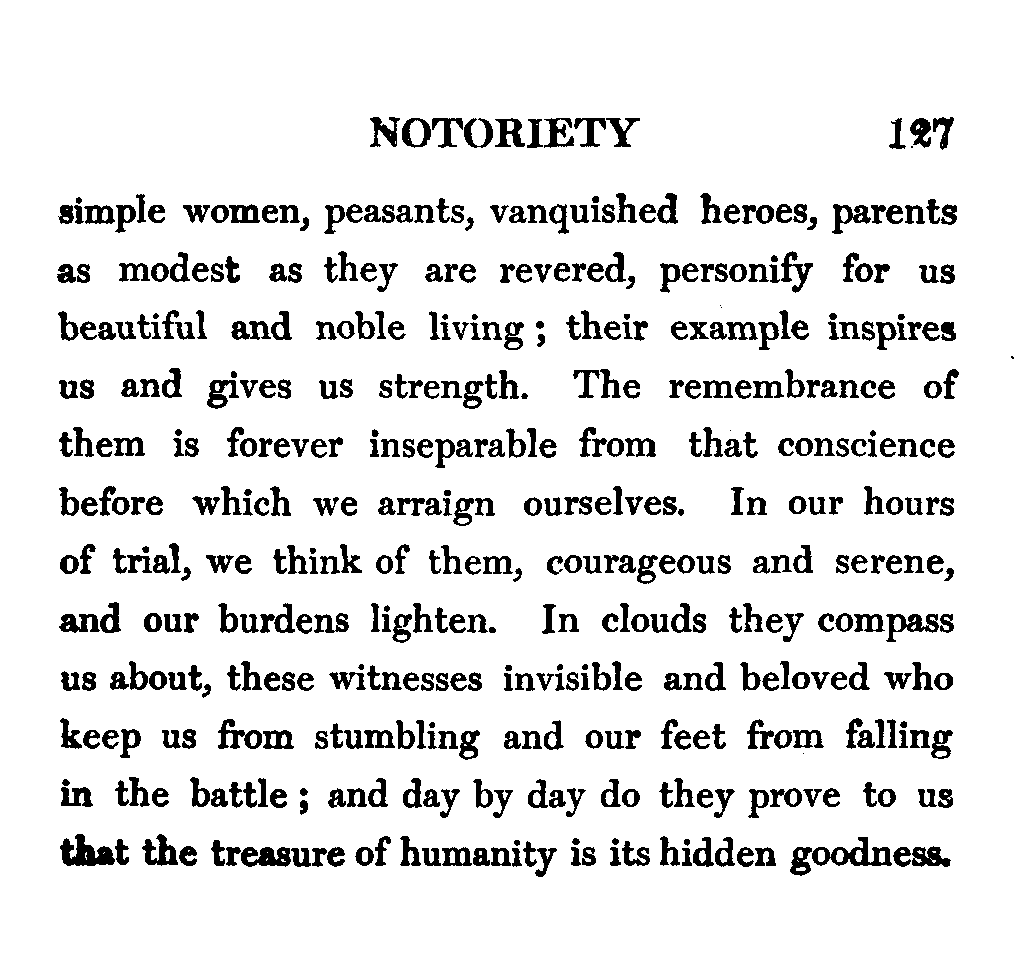 NOTORIETY 127
simple women, peasants, vanquished heroes, parents
as modest as they are revered, personify for us
beautiful and noble living ; their example inspires
us and gives us strength. The remembrance of
them is forever inseparable from that conscience
before which we arraign ourselves. In our hours
of trial, we think of them, courageous and serene,
and our burdens lighten. In clouds they compass
us about, these witnesses invisible and beloved who
keep us from stumbling and our feet from falling
in the battle ; and day by day do they prove to us
that the treasure of humanity is its hidden goodness.